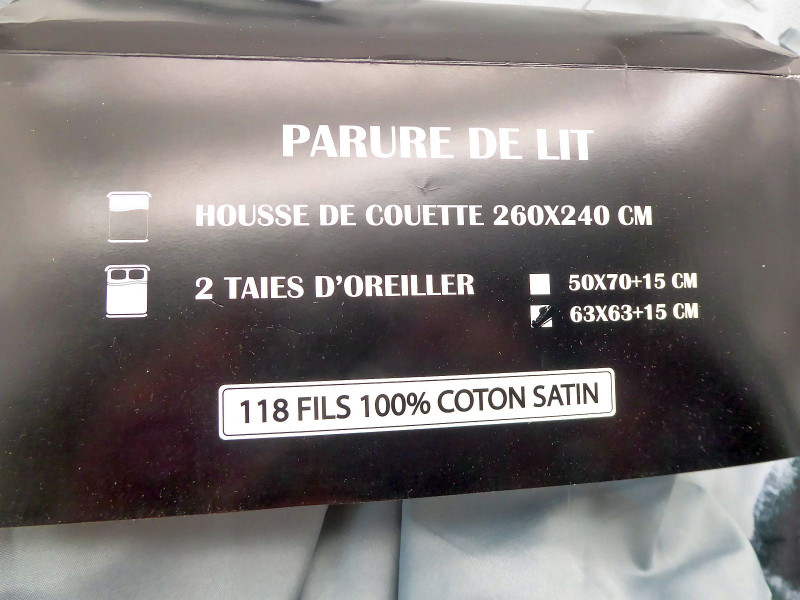 PARURE DE LIT
HOUSSE DE COUETTE 260X240 CM
2 TAIES D'OREILLER
50X70+15 CM
63X63+15 CM
118 FILS 100% COTON SATIN